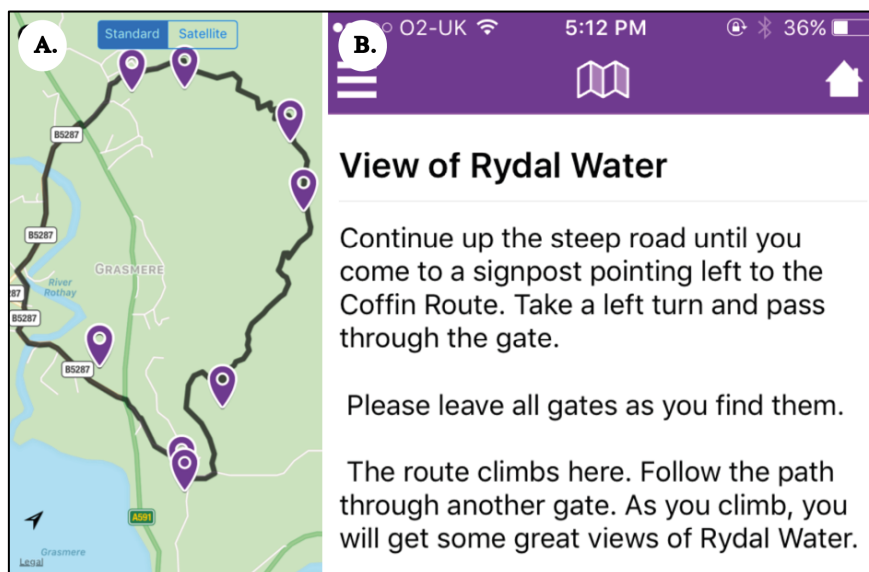 A.
Standard
Satellite
B5287
B5287
GRASMERE
River
Rothay
87
B5287
B5287
A591
Grasmere
Legal
B.
O2-UK
5:12 PM
36%
View of Rydal Water
Continue up the steep road until you
come to a signpost pointing left to the
Coffin Route. Take a left turn and pass
through the gate.
Please leave all gates as you find them.
The route climbs here. Follow the path
through another gate. As you climb, you
will get some great views of Rydal Water.